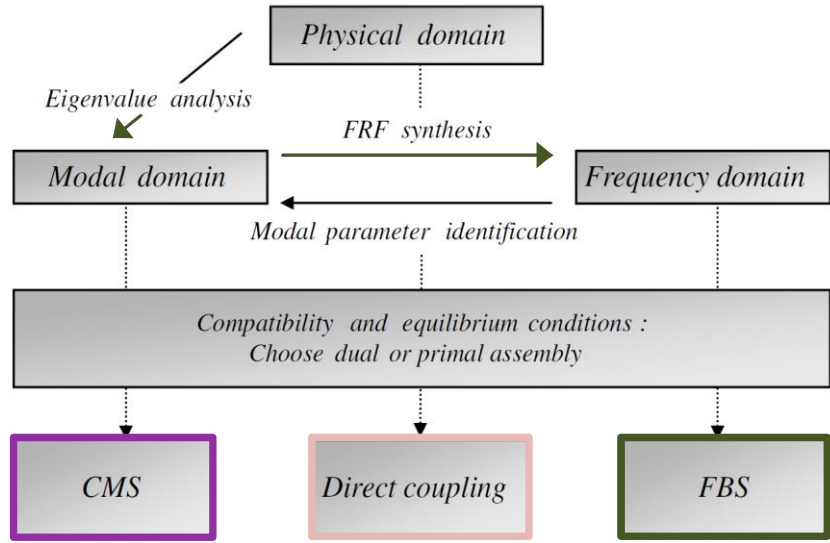 Physical domain
Eigenvalue analysis
FRF synthesis
Modal domain
Frequency domain
Modal parameter identification
Compatibility and equilibrium conditions :
Choose dual or primal assembly
CMS
Direct coupling
FBS